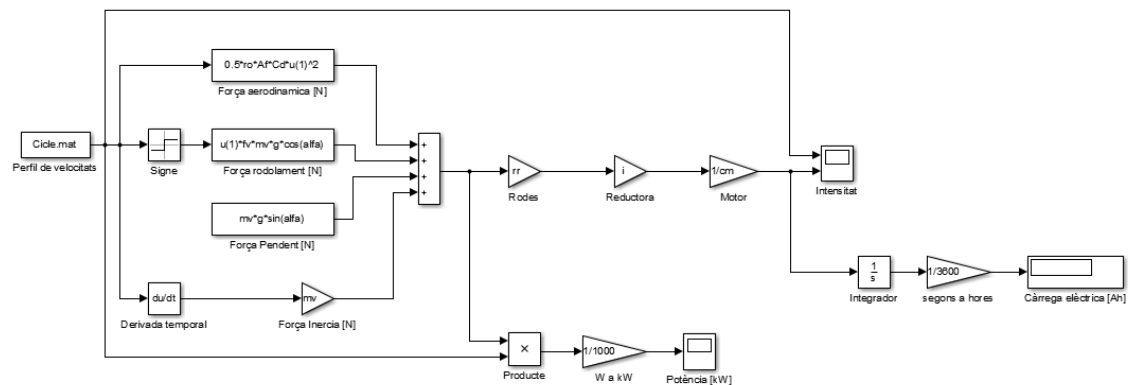 0.5*ro*Af*Cd*u(1)^2
Força aerodinamica [N]
Cicle.mat
Perfil de velocitats
Signe
u(1)*fv*mv*g*cos(alfa)
Força rodolament [N]
+
+
+
+
rr
Rodes
i
Reductora
1/cm
Motor
Intensitat
mv*g*sin(alfa)
Força Pendent [N]
du/dt
Derivada temporal
mv
Força Inercia [N]
1
s
Integrador
1/3600
segons a hores
Càrrega elèctrica [Ah]
×
Producte
1/1000
W a kW
Potència [kW]